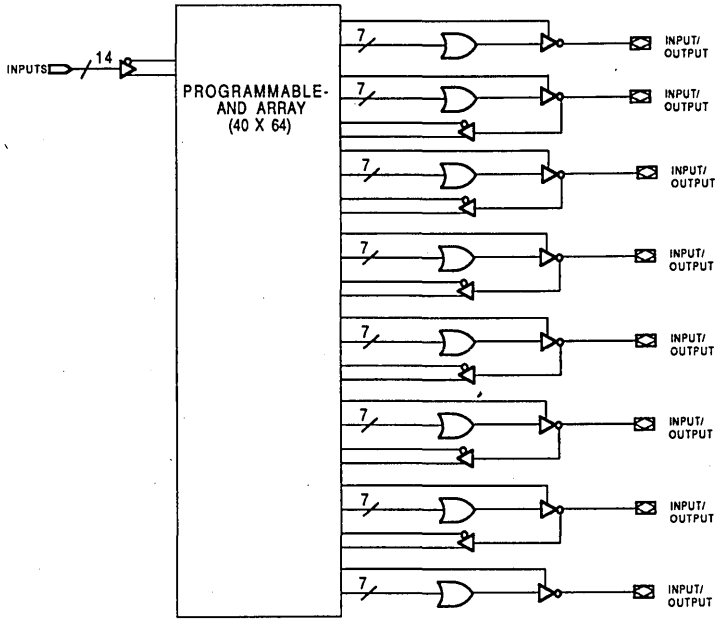 7
INPUT/
OUTPUT
14
INPUTS
PROGRAMMABLE-
AND ARRAY
(40 X 64)
7
INPUT/
OUTPUT
7
INPUT/
OUTPUT
7
INPUT/
OUTPUT
7
INPUT/
OUTPUT
7
INPUT/
OUTPUT
7
INPUT/
OUTPUT
7
INPUT/
OUTPUT